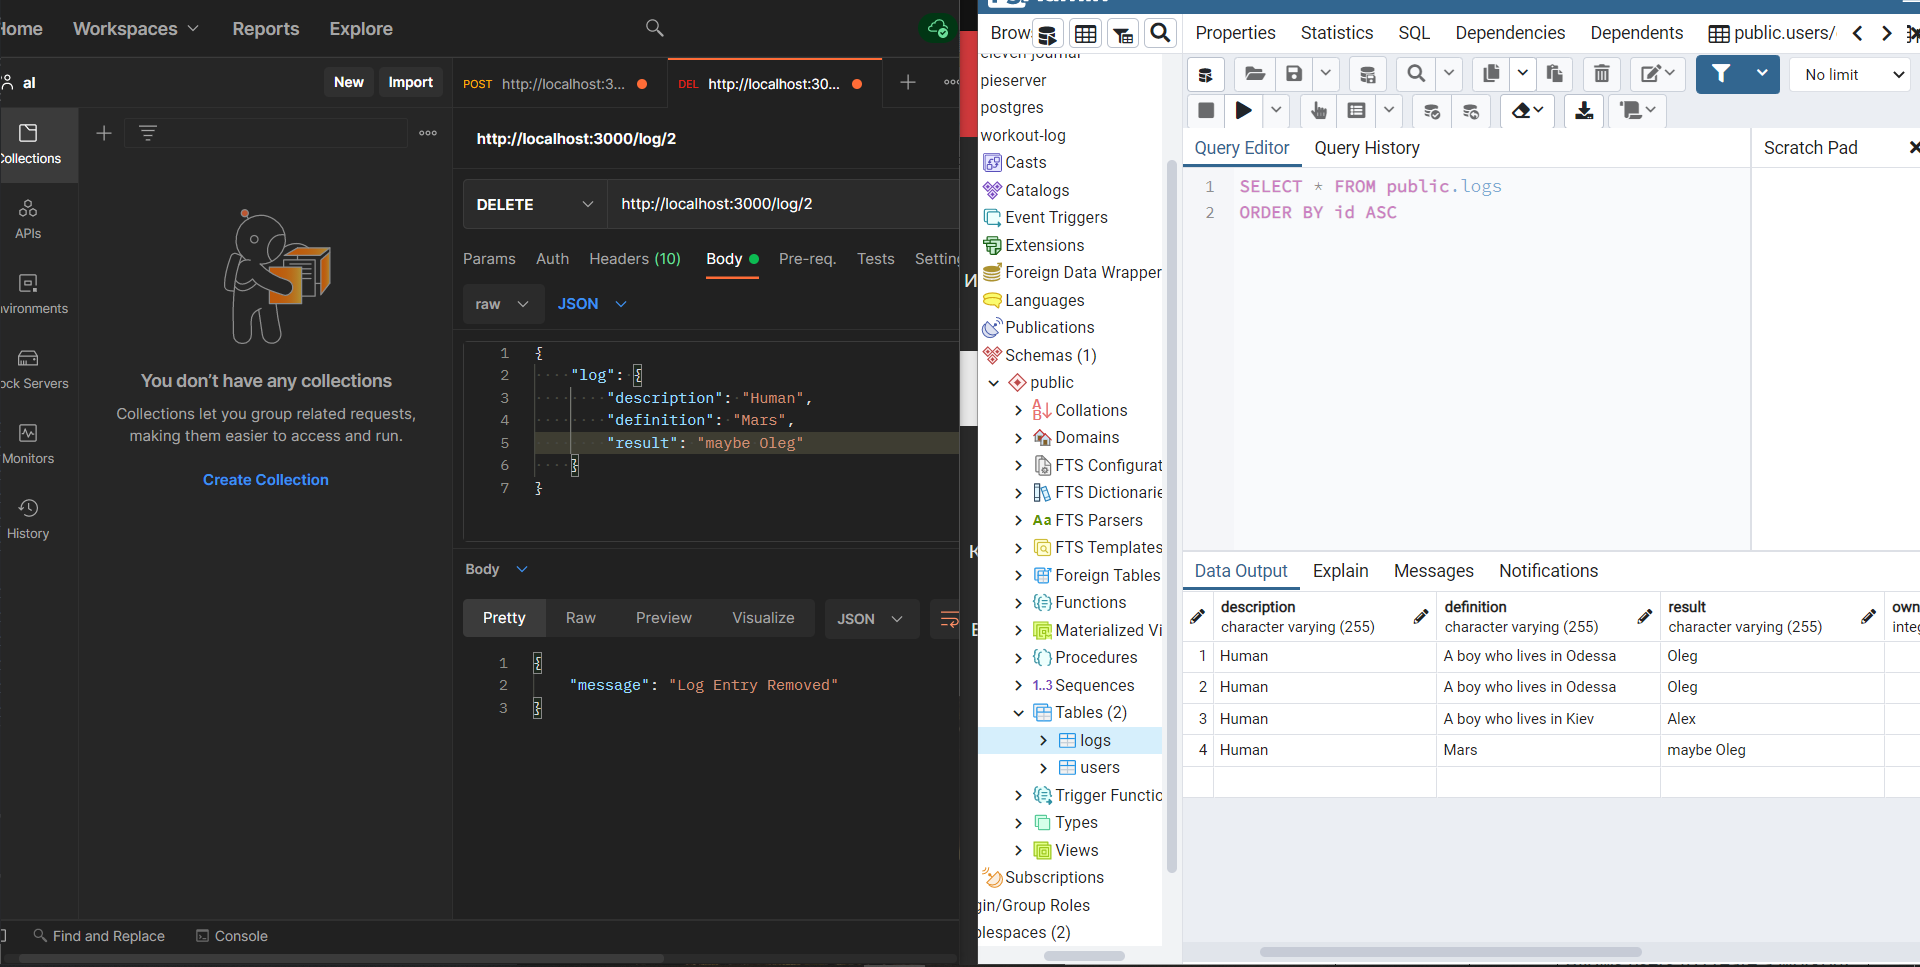 Home
Workspaces
Reports
Explore
al
New
Import
POST http://localhost:3...
DEL http://localhost:30...
Collections
APIs
Environments
Mock Servers
Monitors
History
You don't have any collections
Collections let you group related requests,
making them easier to access and run.
Create Collection
http://localhost:3000/log/2
DELETE
http://localhost:3000/log/2
Params
Auth
Headers (10)
Body
Pre-req.
Tests
Setting
raw
JSON
1 {
2 "log": {
3 "description": "Human",
4 "definition": "Mars",
5 "result": "maybe Oleg"
6 }
7 }
Body
Pretty
Raw
Preview
Visualize
JSON
1 {
2 "message": "Log Entry Removed"
3 }
Find and Replace
Console
Brow
eleven-journal
pieserver
postgres
workout-log
Casts
Catalogs
Event Triggers
Extensions
Foreign Data Wrapper
Languages
Publications
Schemas (1)
public
Collations
Domains
FTS Configurat
FTS Dictionarie
Aa FTS Parsers
FTS Templates
Foreign Tables
Functions
Materialized Vi
Procedures
1..3 Sequences
Tables (2)
logs
users
Trigger Functio
Types
Views
Subscriptions
gin/Group Roles
blespaces (2)
Properties
Statistics
SQL
Dependencies
Dependents
public.users/
No limit
Query Editor
Query History
Scratch Pad
1 SELECT * FROM public.logs
2 ORDER BY id ASC
Data Output
Explain
Messages
Notifications
description
character varying (255)
definition
character varying (255)
result
character varying (255)
own
integ
1 Human A boy who lives in Odessa Oleg
2 Human A boy who lives in Odessa Oleg
3 Human A boy who lives in Kiev Alex
4 Human Mars maybe Oleg